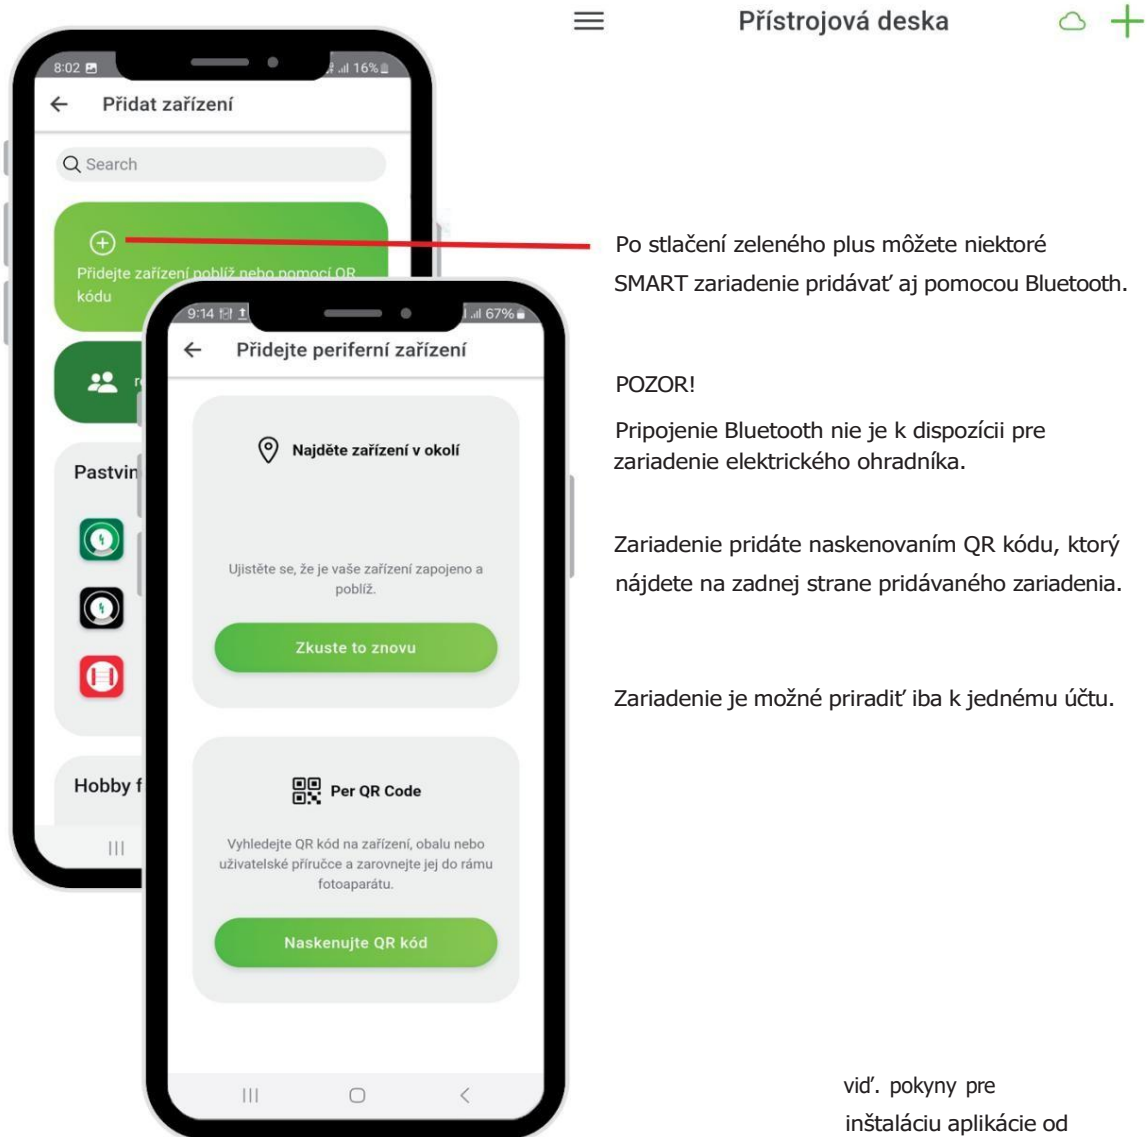 Přístrojová deska
8:02 16%
Přidat zařízení
Search
Přidejte zařízení poblíž nebo pomocí QR
kódu
Pastvin
Hobby f
9:14 67%
Přidejte periferní zařízení
Najděte zařízení v okolí
Ujistěte se, že je vaše zařízení zapojeno a
poblíž.
Zkuste to znovu
Per QR Code
Vyhledejte QR kód na zařízení, obalu nebo
uživatelské příručce a zarovnejte jej do rámu
fotoaparátu.
Naskenujte QR kód
Po stlačení zeleného plus môžete niektoré
SMART zariadenie pridávať aj pomocou Bluetooth.
POZOR!
Pripojenie Bluetooth nie je k dispozícii pre
zariadenie elektrického ohradníka.
Zariadenie pridáte naskenovaním QR kódu, ktorý
nájdete na zadnej strane pridávaného zariadenia.
Zariadenie je možné priradiť iba k jednému účtu.
viď. pokyny pre
inštaláciu aplikácie od